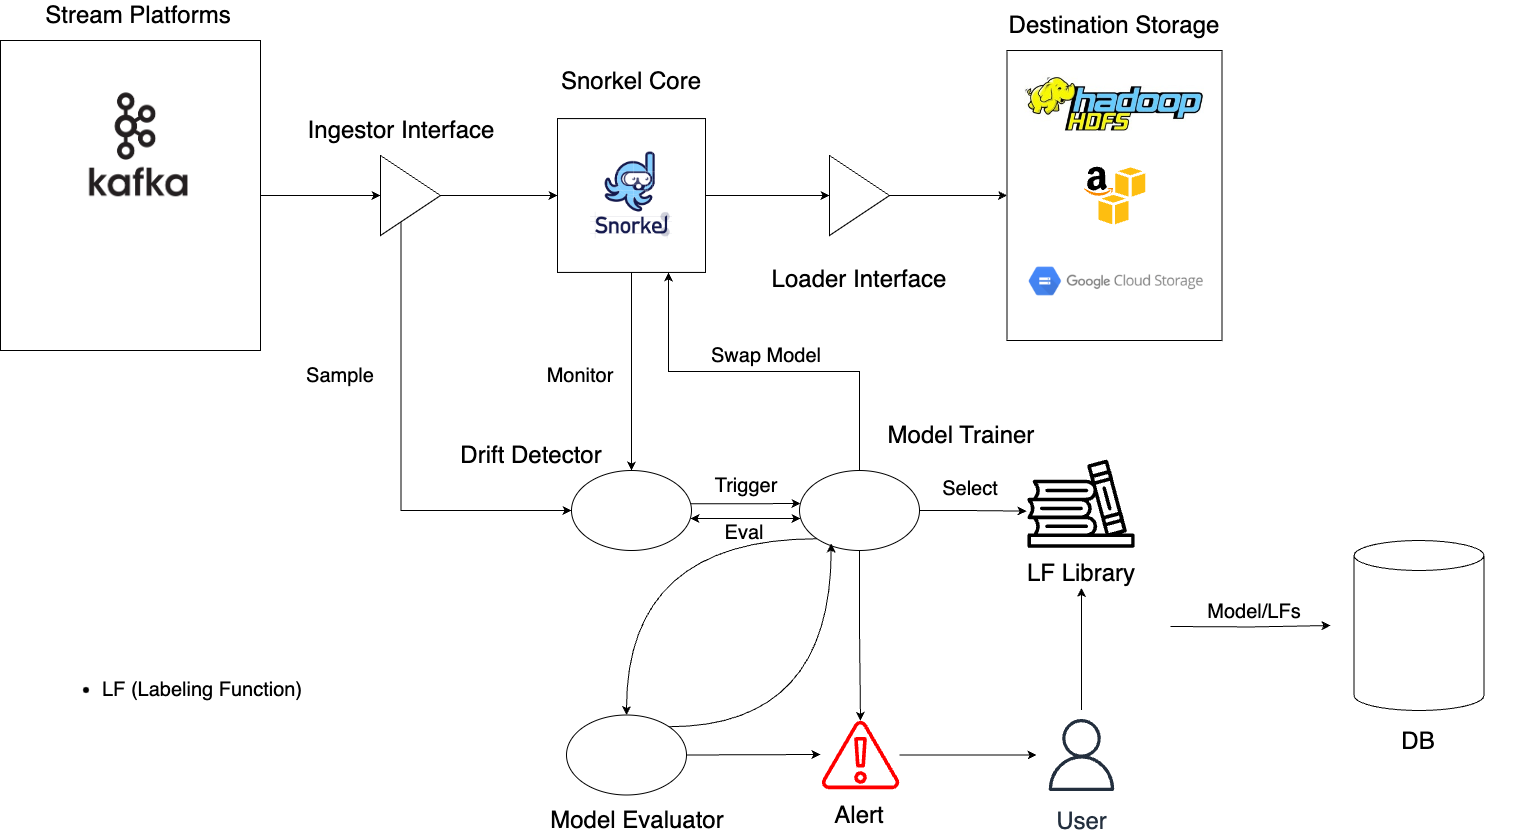 Stream Platforms
Destination Storage
Snorkel Core
Ingestor Interface
kafka
Snorkel
hadoop
HDFS
a
Google Cloud Storage
Loader Interface
Sample
Monitor
Swap Model
Drift Detector
Model Trainer
Trigger
Select
Eval
LF Library
Model/LFs
• LF (Labeling Function)
DB
Model Evaluator
Alert
User